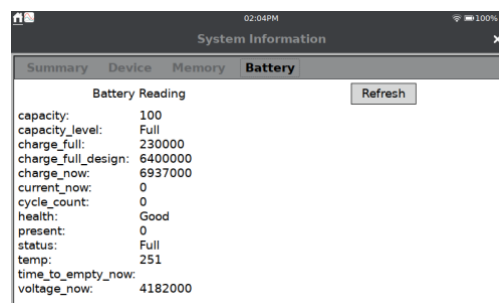 02:04PM 100%
System Information x
Summary Device Memory Battery
Battery Reading Refresh
capacity: 100
capacity_level: Full
charge_full: 230000
charge_full_design: 6400000
charge_now: 6937000
current_now: 0
cycle_count: 0
health: Good
present: 0
status: Full
temp: 251
time_to_empty_now:
voltage_now: 4182000